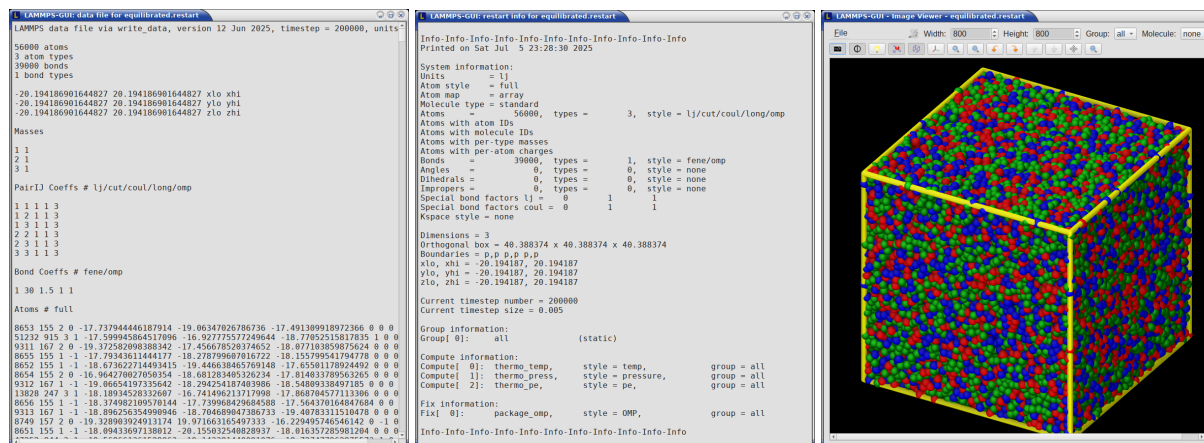 LAMMPS-GUI: data file for equilibrated.restart
LAMMPS data file via write_data, version 12 Jun 2025, timestep = 200000, units
56000 atoms
3 atom types
39000 bonds
1 bond types
-20.194186901644827 20.194186901644827 xlo xhi
-20.194186901644827 20.194186901644827 ylo yhi
-20.194186901644827 20.194186901644827 zlo zhi
Masses
1 1
2 1
3 1
PairIJ Coeffs # lj/cut/coul/long/omp
1 1 1 1 3
1 2 1 1 3
1 3 1 1 3
2 2 1 1 3
2 3 1 1 3
3 3 1 1 3
Bond Coeffs # fene/omp
1 30 1.5 1 1
Atoms # full
8653 155 2 0 -17.737944446187914 -19.06347026786736 -17.491309918972366 0 0 0
51232 915 3 1 -17.599945864517096 -16.927775577249644 -18.77052515817835 1 0 0
9311 167 2 0 -19.372582098388342 -17.456678520374652 -18.077103859875624 0 0
8655 152 1 -1 -17.79343611444177 -18.278799607016722 -18.155799541794778 0 0
8652 155 1 -1 -18.673662714493415 -19.446638465769148 -17.65501178924492 0 0
8654 155 2 0 -16.964270027050354 -18.681283405326234 -17.814033789563265 0 0
9312 167 1 -1 -19.06654197335642 -18.294254187403986 -18.54809338497185 0 0
13828 247 3 1 -18.18934528332607 -16.741496213717998 -17.868704577113306 0 0
8656 155 1 -1 -18.374982109570144 -17.739968429684588 -17.56437016484768 0 0
9313 167 1 -1 -18.896256354990946 -18.704689047386733 -19.40783311510478 0 0
8749 157 2 0 -19.328903924913174 19.971663165497333 -16.229495746546142 0 -1 0
8651 155 1 -1 -18.09433697138012 -20.155032540828937 -18.016357285981204 0 0
LAMMPS-GUI: restart info for equilibrated.restart
Info-Info-Info-Info-Info-Info-Info-Info-Info-Info-Info
Printed on Sat Jul  5 23:28:30 2025
System information:
Units = lj
Atom style = full
Atom map = array
Molecule type = standard
Atoms = 56000, types = 3, style = lj/cut/coul/long/omp
Atoms with atom IDs
Atoms with molecule IDs
Atoms with per-type masses
Atoms with per-atom charges
Bonds = 39000, types = 1, style = fene/omp
Angles = 0, types = 0, style = none
Dihedrals = 0, types = 0, style = none
Impropers = 0, types = 0, style = none
Special bond factors lj = 0 1 1
Special bond factors coul = 0 1 1
Kspace style = none
Dimensions = 3
Orthogonal box = 40.388374 x 40.388374 x 40.388374
Boundaries = p,p p,p p,p
xlo, xhi = -20.194187, 20.194187
ylo, yhi = -20.194187, 20.194187
zlo, zhi = -20.194187, 20.194187
Current timestep number = 200000
Current timestep size = 0.005
Group information:
Group[ 0]: all (static)
Compute information:
Compute[ 0]: thermo_temp, style = temp, group = all
Compute[ 1]: thermo_press, style = pressure, group = all
Compute[ 2]: thermo_pe, style = pe, group = all
Fix information:
Fix[ 0]: package_omp, style = OMP, group = all
Info-Info-Info-Info-Info-Info-Info-Info-Info-Info-Info
LAMMPS-GUI - Image Viewer - equilibrated.restart
File Width: 800 Height: 800 Group: all Molecule: none